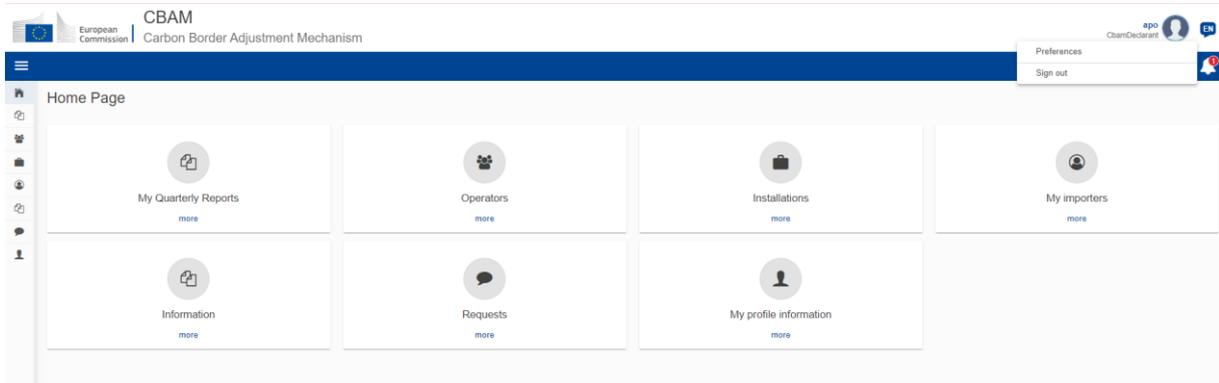 European
Commission
CBAM
Carbon Border Adjustment Mechanism
apo
CbamDeclarant
EN
Preferences
Sign out
1
Home Page
My Quarterly Reports
more
Operators
more
Installations
more
My importers
more
Information
more
Requests
more
My profile information
more